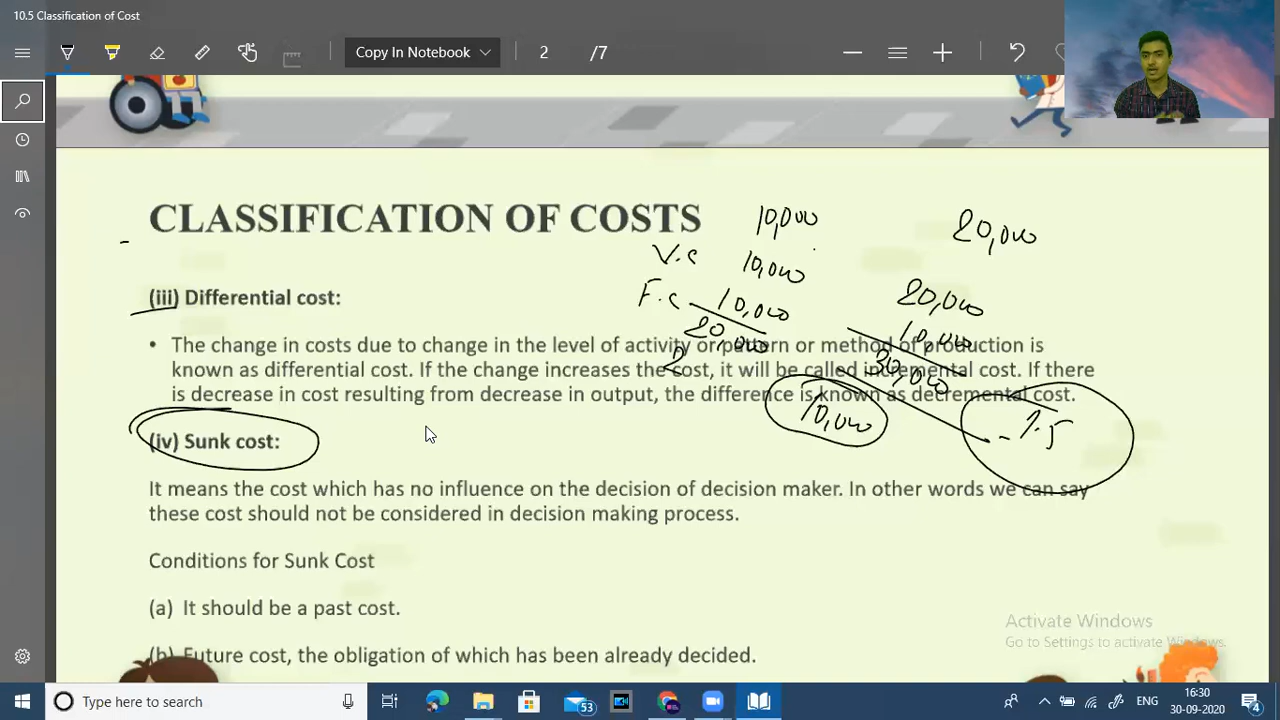 10.5 Classification of Cost
Copy In Notebook
2 /7
CLASSIFICATION OF COSTS
10,000 20,000
V.c 10,000 20,000
F.c 10,000 10,000
20,000 30,000
2 1.5
10,000
(iii) Differential cost:
• The change in costs due to change in the level of activity or pattern or method of production is
known as differential cost. If the change increases the cost, it will be called incremental cost. If there
is decrease in cost resulting from decrease in output, the difference is known as decremental cost.
(iv) Sunk cost:
It means the cost which has no influence on the decision of decision maker. In other words we can say
these cost should not be considered in decision making process.
Conditions for Sunk Cost
(a) It should be a past cost.
(b) Future cost, the obligation of which has been already decided.
Activate Windows
Go to Settings to activate Windows.
Type here to search
53
ENG
16:30
30-09-2020
4